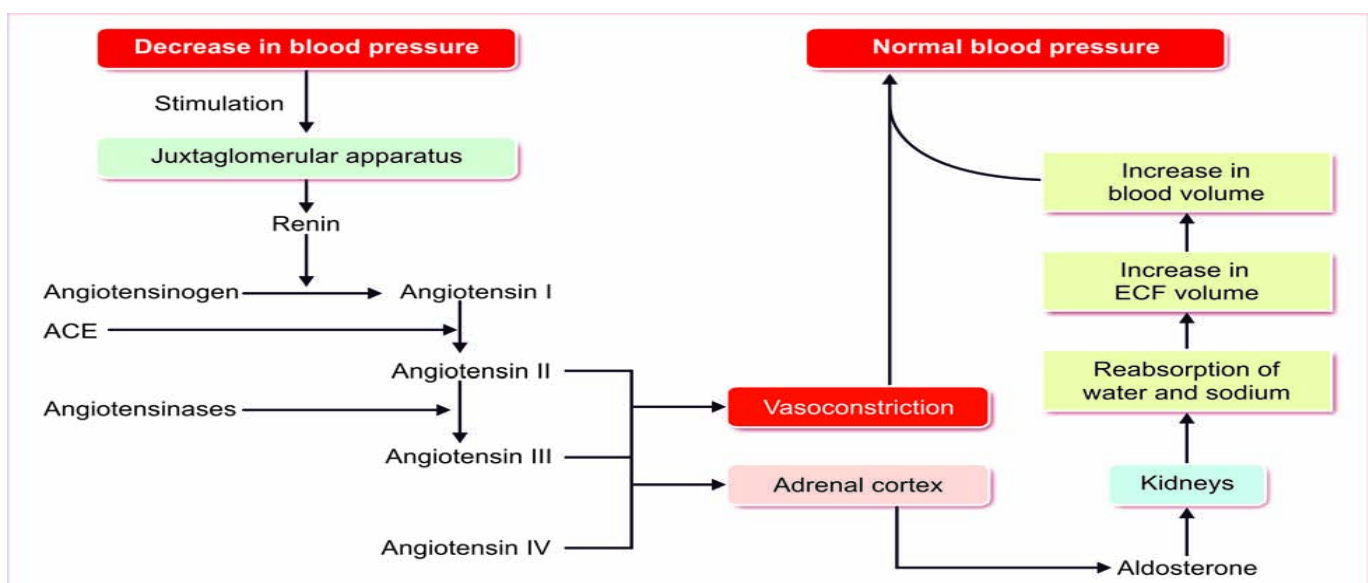 Decrease in blood pressure
Normal blood pressure
Stimulation
Juxtaglomerular apparatus
Renin
Angiotensinogen
Angiotensin I
ACE
Angiotensin II
Angiotensinases
Angiotensin III
Angiotensin IV
Vasoconstriction
Adrenal cortex
Aldosterone
Kidneys
Reabsorption of
water and sodium
Increase in
ECF volume
Increase in
blood volume